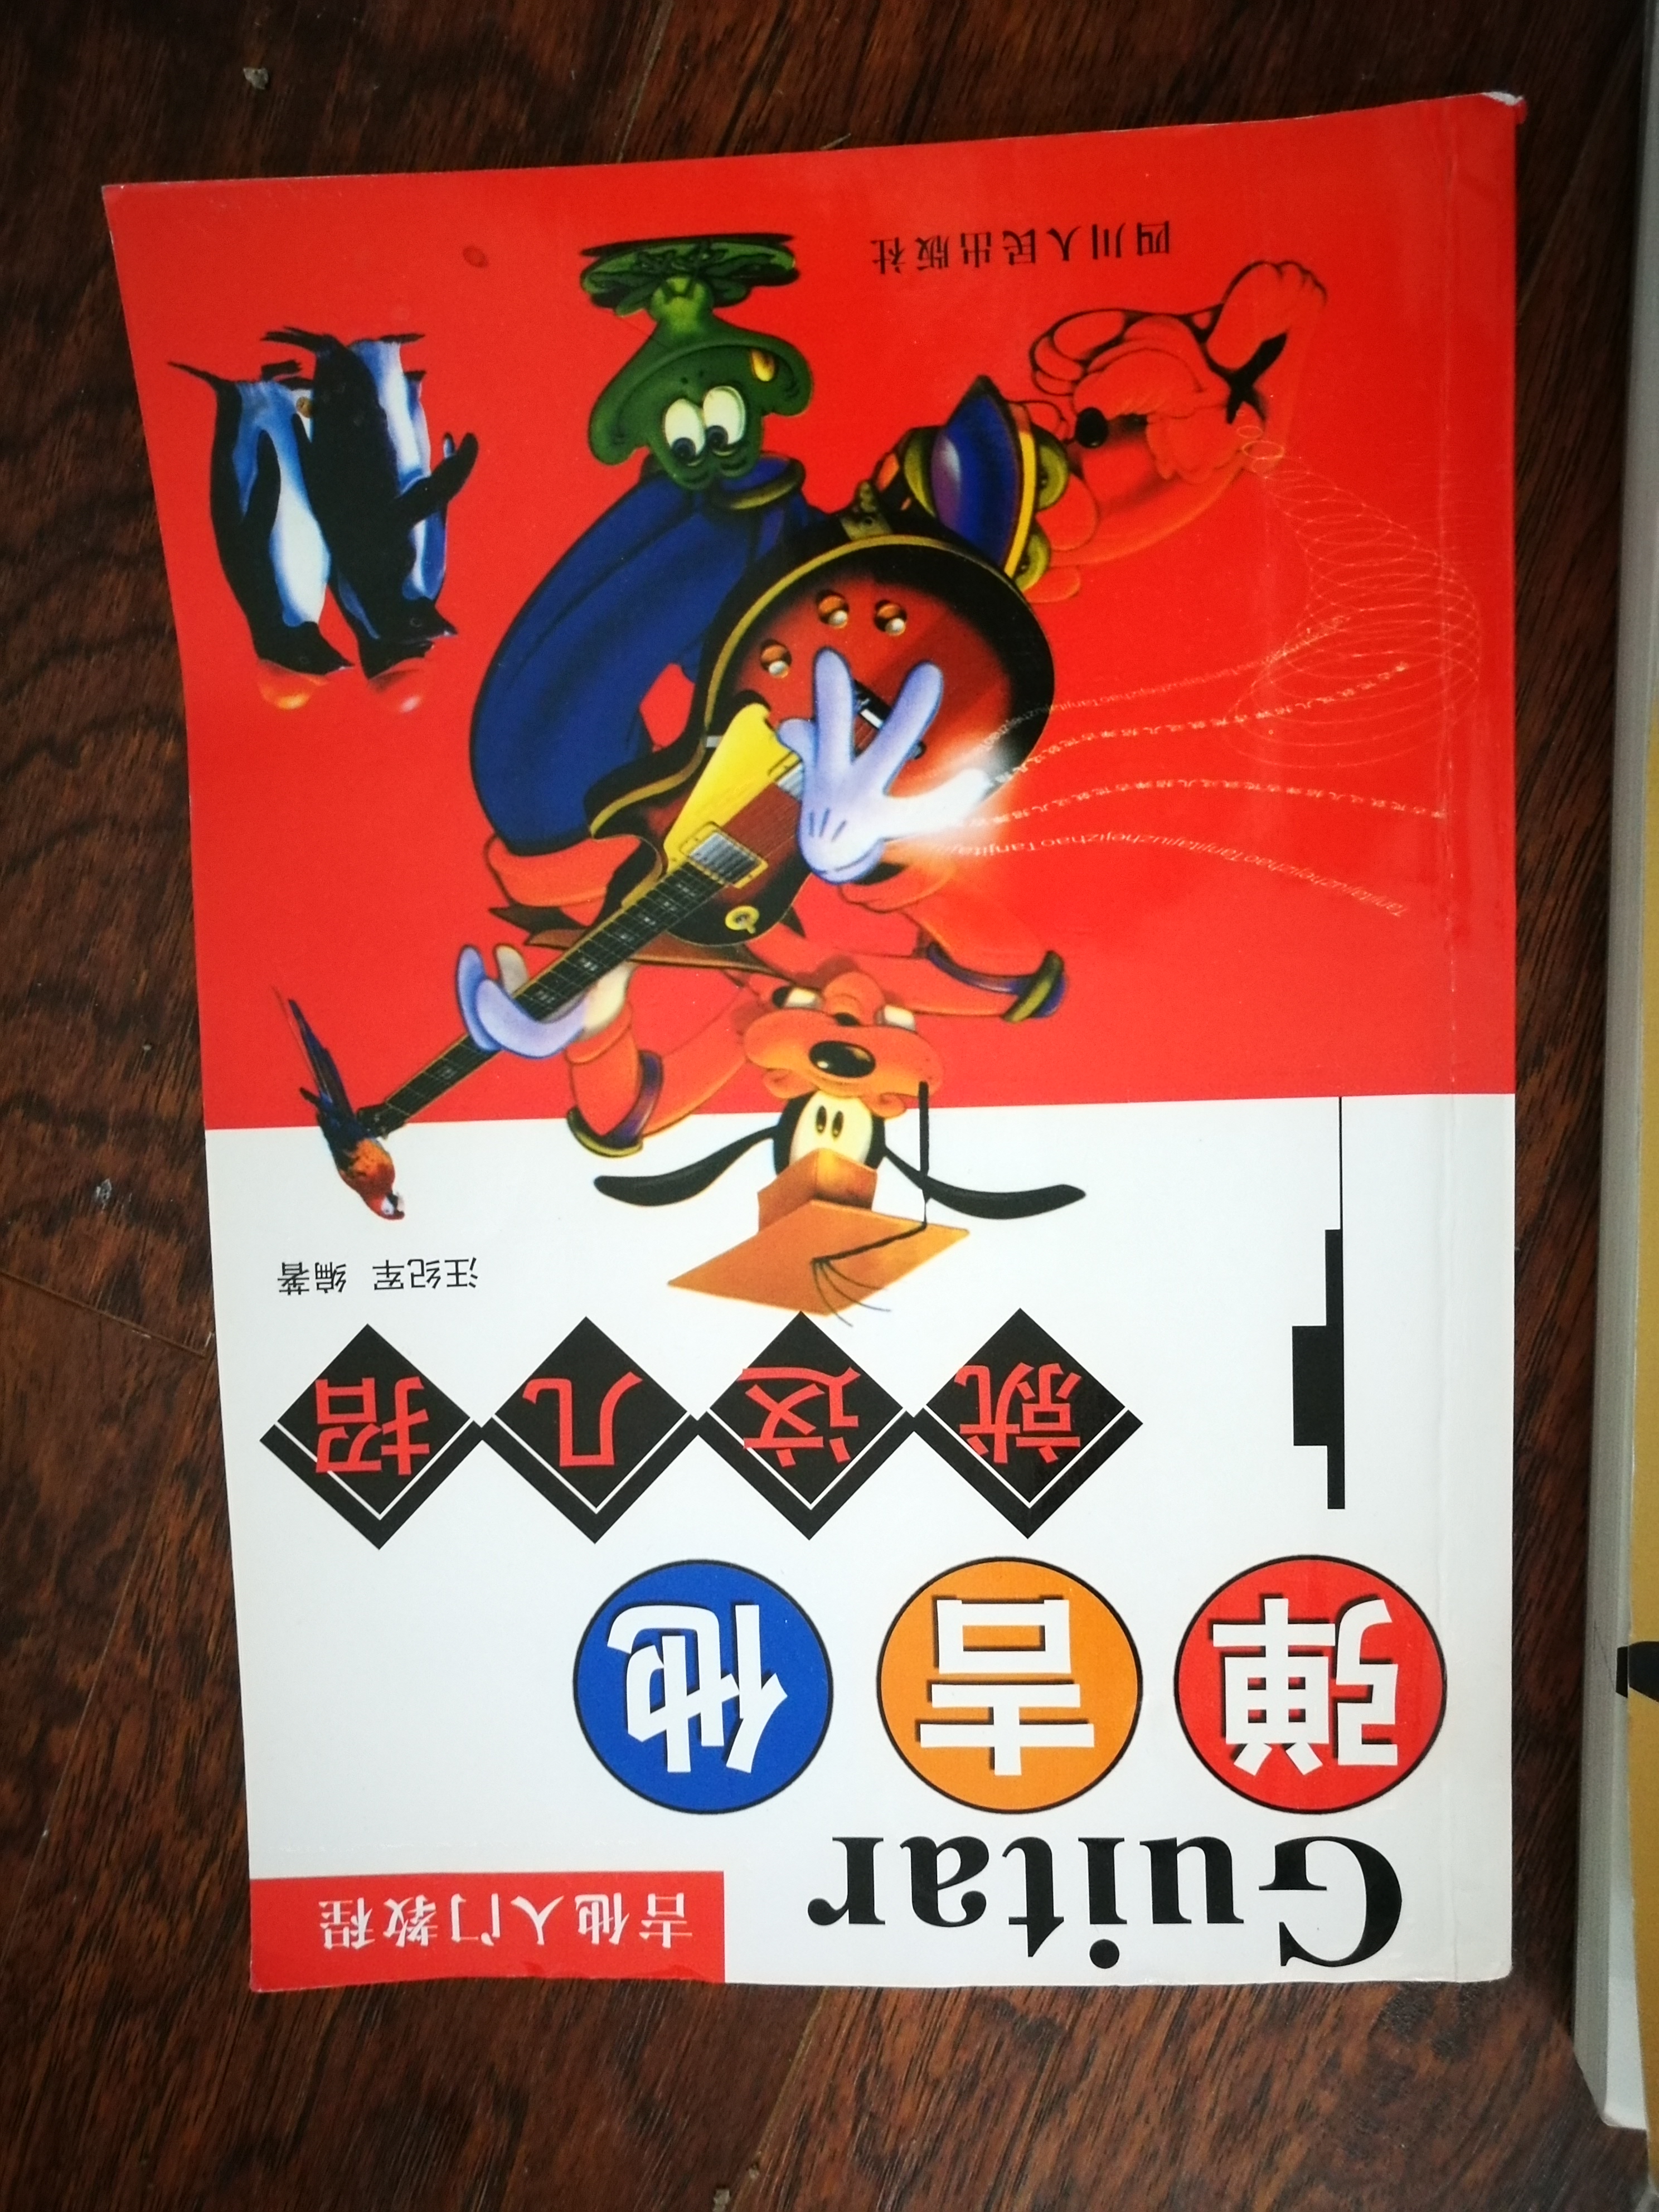 吉他入门教程
Guitar
弹吉他
就这几招
汪纪军 编著
四川人民出版社